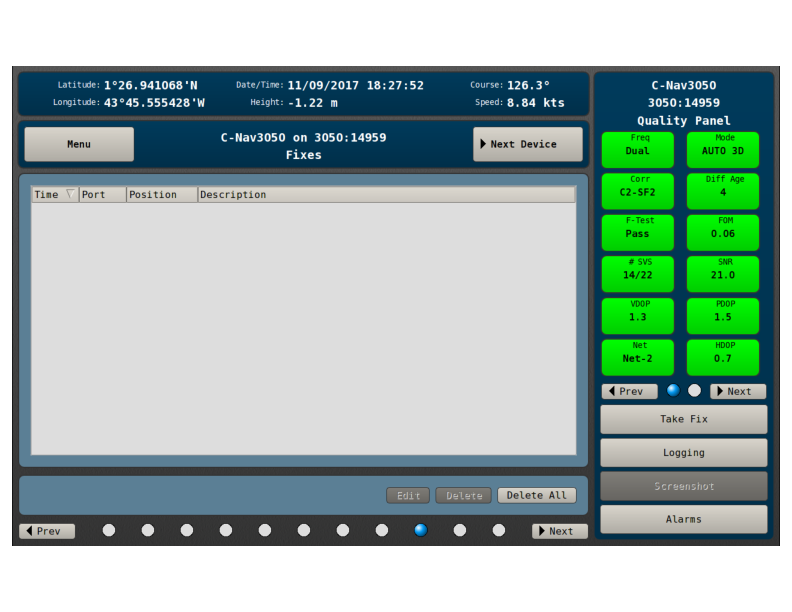 Latitude: 1°26.941068'N Date/Time: 11/09/2017 18:27:52 Course: 126.3°
Longitude: 43°45.555428'W Height: -1.22 m Speed: 8.84 kts
Menu
C-Nav3050 on 3050:14959
Fixes
Next Device
Time Port Position Description
Edit Delete Delete All
Prev Next
C-Nav3050
3050:14959
Quality Panel
Freq Mode
Dual AUTO 3D
Corr Diff Age
C2-SF2 4
F-Test FOM
Pass 0.06
# SVS SNR
14/22 21.0
VDOP PDOP
1.3 1.5
Net HDOP
Net-2 0.7
Prev Next
Take Fix
Logging
Screenshot
Alarms